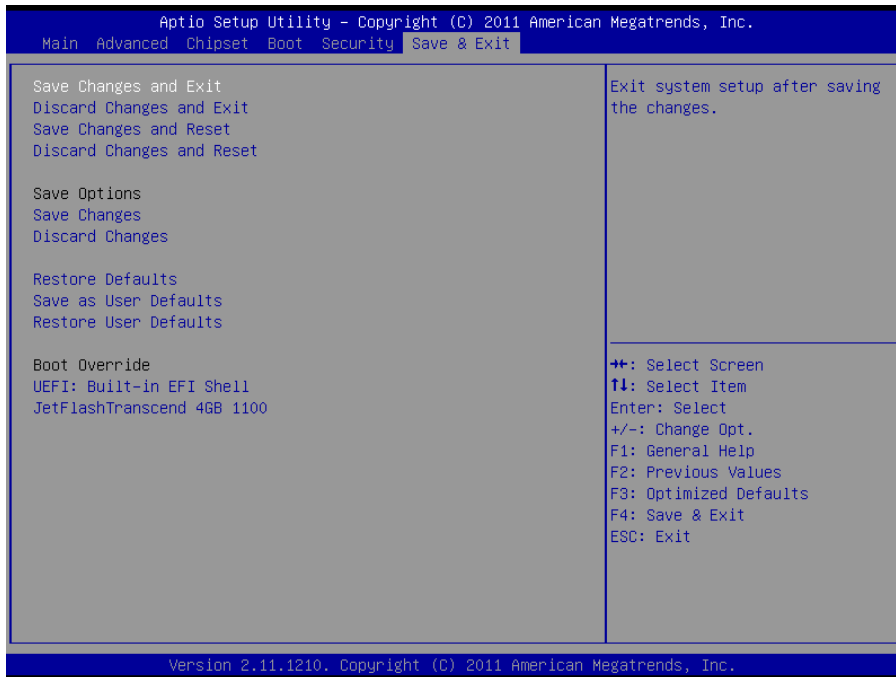 Aptio Setup Utility – Copyright (C) 2011 American Megatrends, Inc.
Main Advanced Chipset Boot Security Save & Exit
Save Changes and Exit
Discard Changes and Exit
Save Changes and Reset
Discard Changes and Reset
Save Options
Save Changes
Discard Changes
Restore Defaults
Save as User Defaults
Restore User Defaults
Boot Override
UEFI: Built-in EFI Shell
JetFlashTranscend 4GB 1100
Exit system setup after saving
the changes.
→←: Select Screen
↑↓: Select Item
Enter: Select
+/-: Change Opt.
F1: General Help
F2: Previous Values
F3: Optimized Defaults
F4: Save & Exit
ESC: Exit
Version 2.11.1210. Copyright (C) 2011 American Megatrends, Inc.